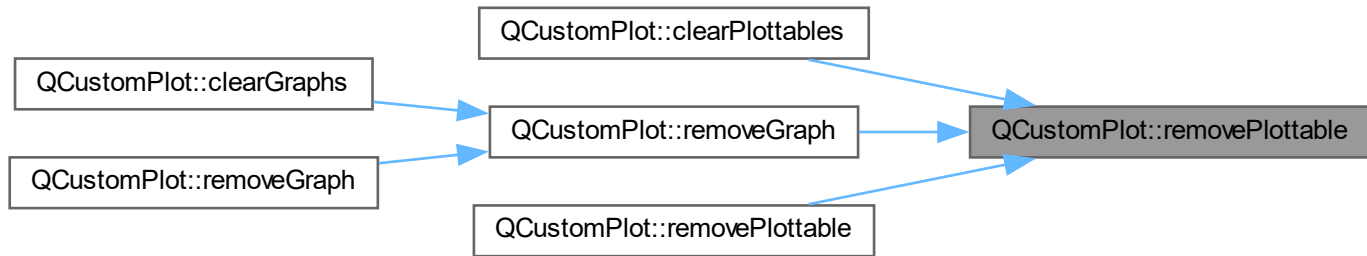 QCustomPlot::clearPlottables
QCustomPlot::clearGraphs
QCustomPlot::removeGraph
QCustomPlot::removePlottable
QCustomPlot::removeGraph
QCustomPlot::removePlottable